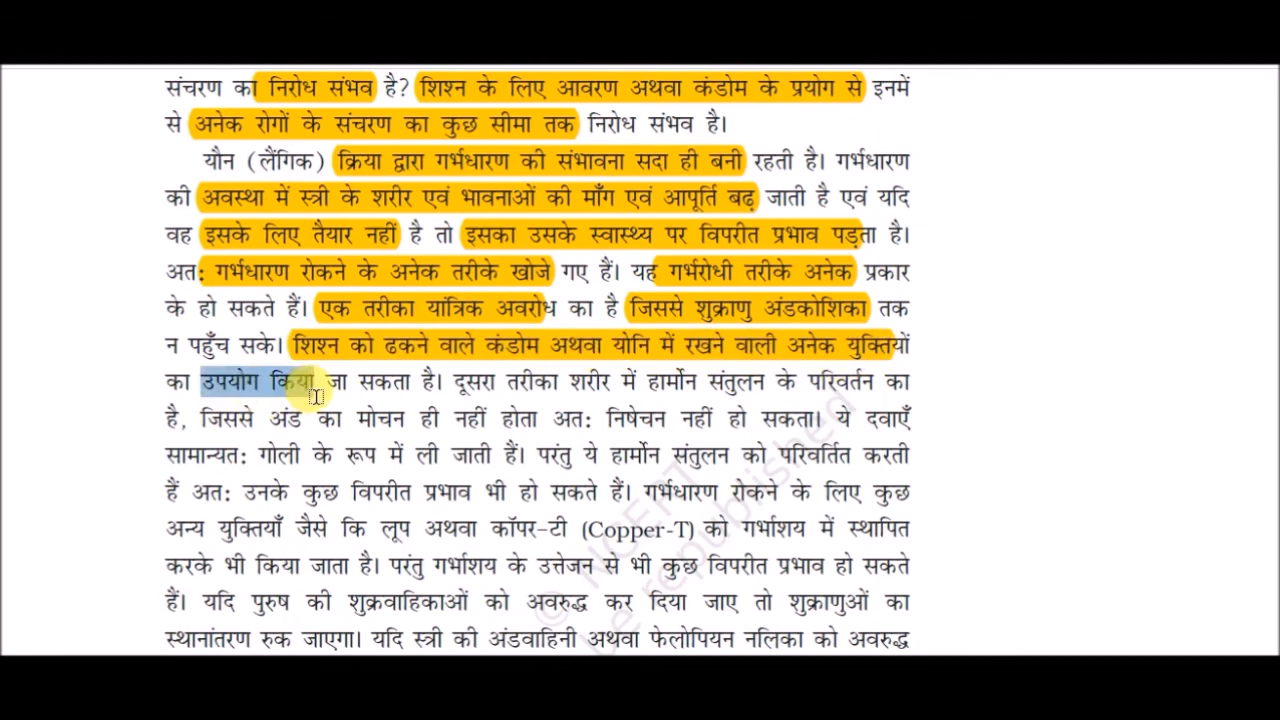 संचरण का निरोध संभव है? शिश्न के लिए आवरण अथवा कंडोम के प्रयोग से इनमें
से अनेक रोगों के संचरण का कुछ सीमा तक निरोध संभव है।
यौन (लैंगिक) क्रिया द्वारा गर्भधारण की संभावना सदा ही बनी रहती है। गर्भधारण
की अवस्था में स्त्री के शरीर एवं भावनाओं की माँग एवं आपूर्ति बढ़ जाती है एवं यदि
वह इसके लिए तैयार नहीं है तो इसका उसके स्वास्थ्य पर विपरीत प्रभाव पड़ता है।
अत: गर्भधारण रोकने के अनेक तरीके खोजे गए हैं। यह गर्भरोधी तरीके अनेक प्रकार
के हो सकते हैं। एक तरीका यांत्रिक अवरोध का है जिससे शुक्राणु अंडकोशिका तक
न पहुँच सके। शिश्न को ढकने वाले कंडोम अथवा योनि में रखने वाली अनेक युक्तियों
का उपयोग किया जा सकता है। दूसरा तरीका शरीर में हार्मोन संतुलन के परिवर्तन का
है, जिससे अंड का मोचन ही नहीं होता अत: निषेचन नहीं हो सकता। ये दवाएँ
सामान्यत: गोली के रूप में ली जाती हैं। परंतु ये हार्मोन संतुलन को परिवर्तित करती
हैं अत: उनके कुछ विपरीत प्रभाव भी हो सकते हैं। गर्भधारण रोकने के लिए कुछ
अन्य युक्तियाँ जैसे कि लूप अथवा कॉपर-टी (Copper-T) को गर्भाशय में स्थापित
करके भी किया जाता है। परंतु गर्भाशय के उत्तेजन से भी कुछ विपरीत प्रभाव हो सकते
हैं। यदि पुरुष की शुक्रवाहिकाओं को अवरुद्ध कर दिया जाए तो शुक्राणुओं का
स्थानांतरण रुक जाएगा। यदि स्त्री की अंडवाहिनी अथवा फेलोपियन नलिका को अवरुद्ध
© NCERT
be republished